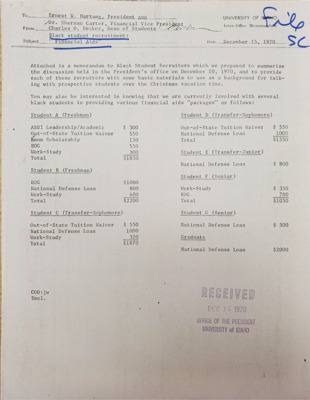 File
SC
UNIVERSITY OF IDAHO
To Ernest W. Hartung, President and
Dr. Sherman Carter, Financial Vice President
Inter-Office Memorandum
From Charles O. Decker, Dean of Students
Black student recruitment:
Subject Financial Aids
Date December 15, 1970
Attached is a memorandum to Black Student Recruiters which we prepared to summarize
the discussion held in the President's office on December 10, 1970, and to provide
each of these recruiters with some basic materials to use as a background for talk-
ing with prospective students over the Christmas vacation time.
You may also be interested in knowing that we are currently involved with several
black students in providing various financial aids "packages" as follows:
Student A (Freshman)
ASUI Leadership/Academic $ 300
Out-of-State Tuition Waiver 550
Scholarship 150
EOG 550
Work-Study 300
Total $1850
Student B (Freshman)
EOG $1000
National Defense Loan 800
Work-Study 400
Total $2200
Student C (Transfer-Sophomore)
Out-of-State Tuition Waiver $ 550
National Defense Loan 1000
Work-Study 320
Total $1870
Student D (Transfer-Sophomore)
Out-of-State Tuition Waiver $ 550
National Defense Loan 1000
Total
Student E (Transfer-Junior)
National Defense Loan $ 800
Student F (Junior)
Work-Study $ 350
EOG 700
Total $1050
Student G (Senior)
National Defense Loan $ 300
Graduate
National Defense Loan $2000
COD:jw
Encl.
RECEIVED
DEC 16 1970
OFFICE OF THE PRESIDENT
UNIVERSITY of IDAHO